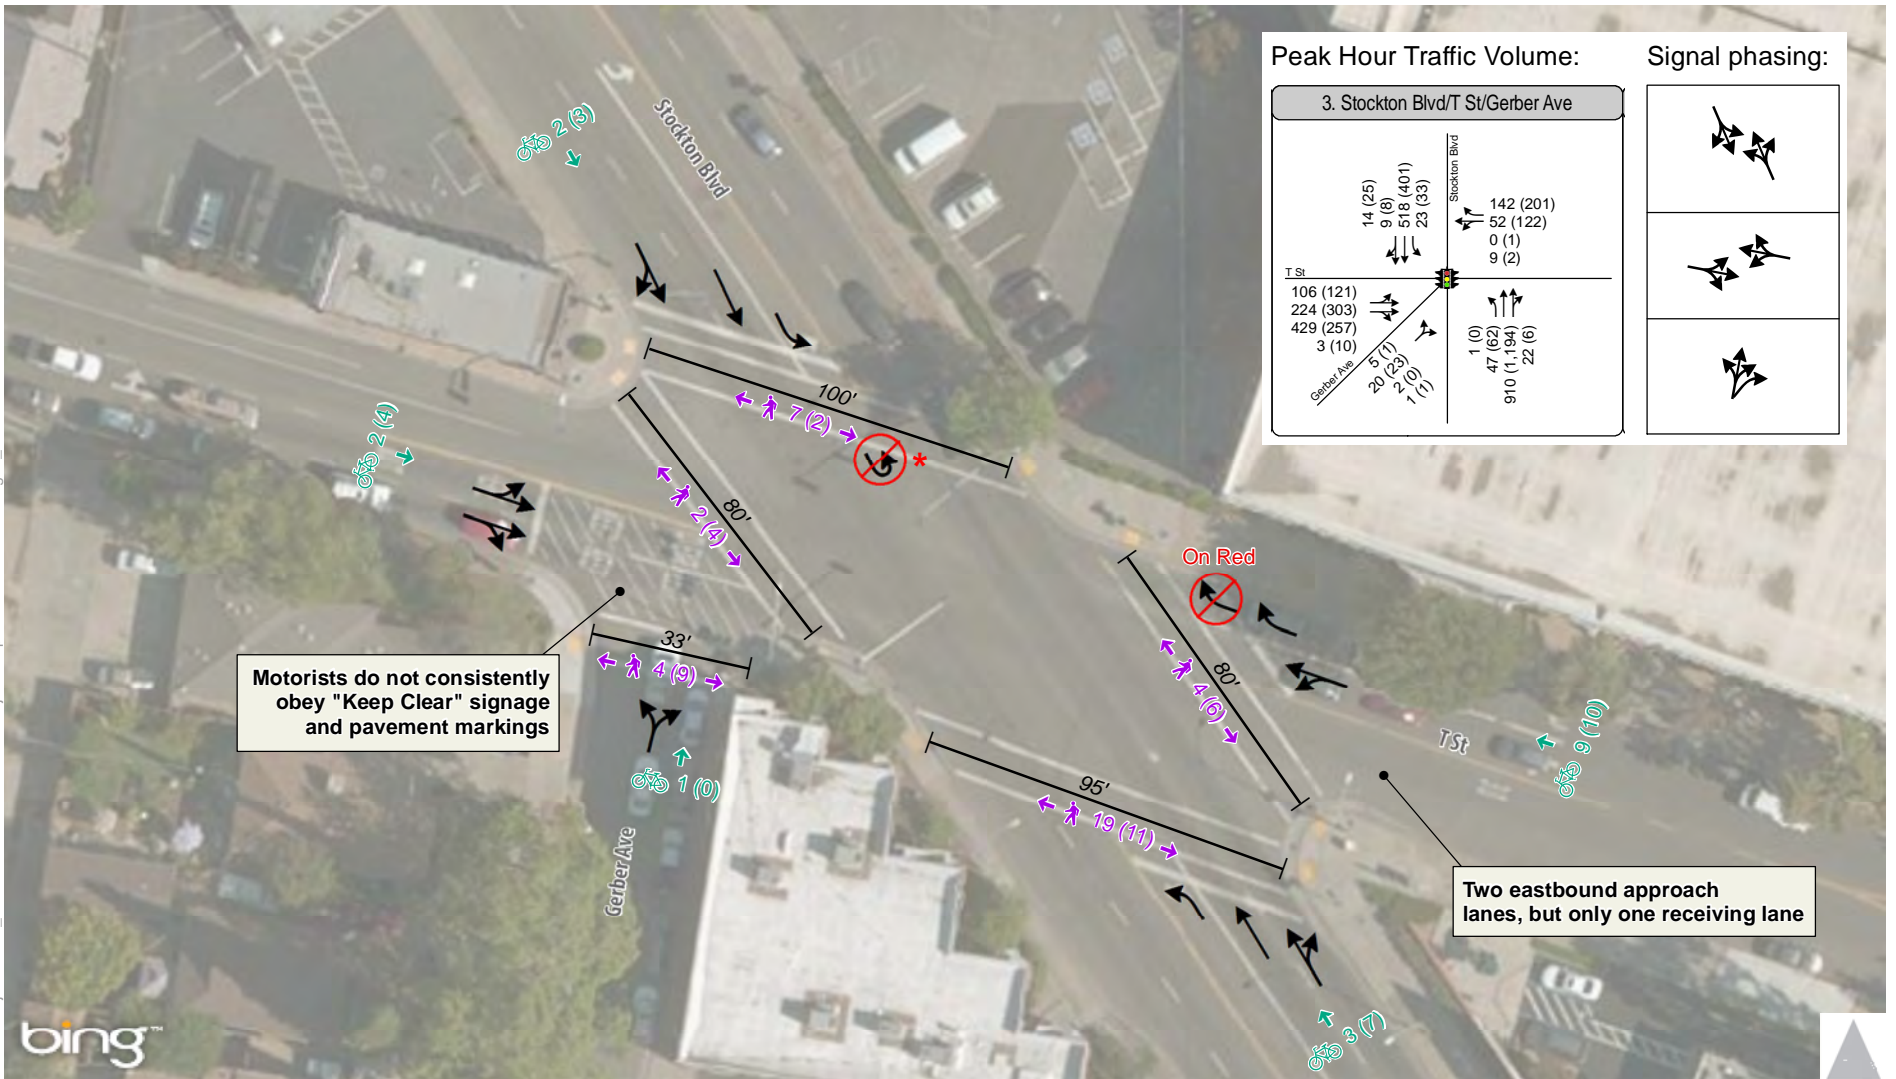 Peak Hour Traffic Volume:
Signal phasing:
3. Stockton Blvd/T St/Gerber Ave
Stockton Blvd
14 (25)
9 (8)
518 (401)
23 (33)
142 (201)
52 (122)
0 (1)
9 (2)
T St
106 (121)
224 (303)
429 (257)
3 (10)
Gerber Ave
5 (1)
20 (23)
2 (0)
1 (1)
1 (0)
47 (62)
910 (1,194)
22 (6)
2 (3)
Stockton Blvd
100'
7 (2)
*
2 (4)
80'
2 (4)
On Red
33'
4 (9)
80'
4 (6)
Motorists do not consistently
obey "Keep Clear" signage
and pavement markings
T St
9 (10)
1 (0)
95'
19 (11)
Gerber Ave
Two eastbound approach
lanes, but only one receiving lane
3 (7)
bing™